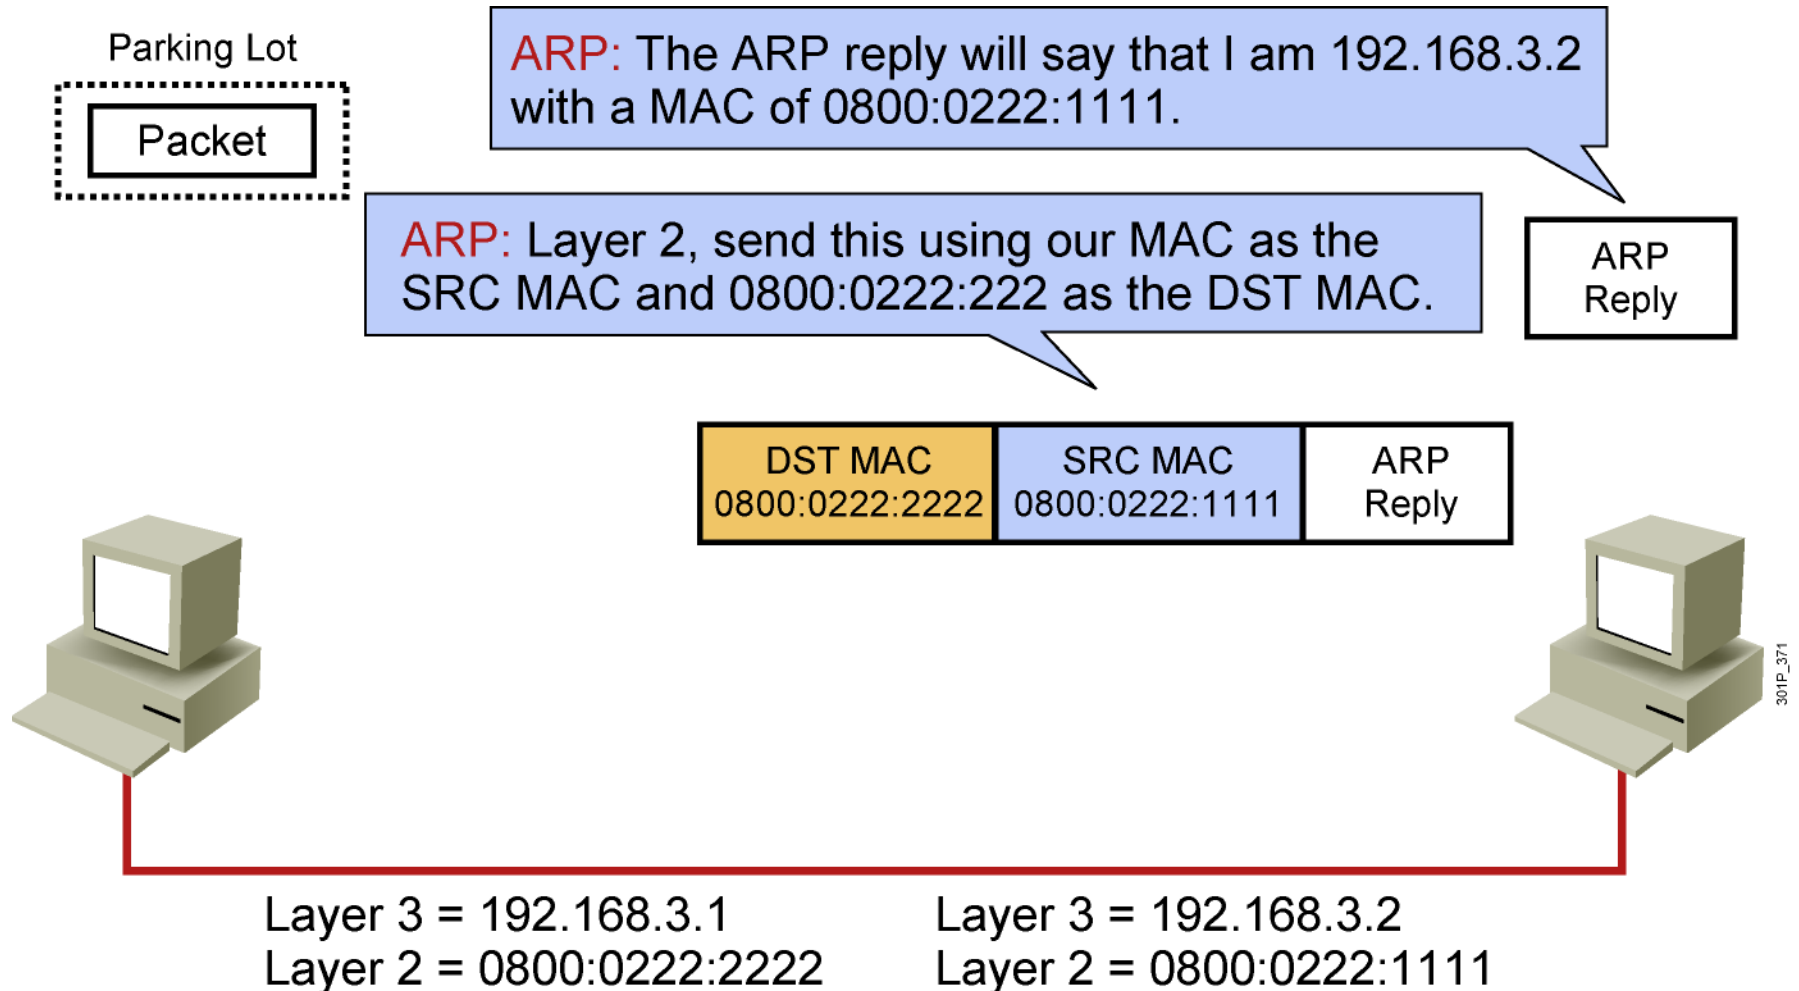 Parking Lot
Packet
ARP: The ARP reply will say that I am 192.168.3.2
with a MAC of 0800:0222:1111.
ARP: Layer 2, send this using our MAC as the
SRC MAC and 0800:0222:222 as the DST MAC.
ARP
Reply
DST MAC
0800:0222:2222
SRC MAC
0800:0222:1111
ARP
Reply
301P_371
Layer 3 = 192.168.3.1
Layer 2 = 0800:0222:2222
Layer 3 = 192.168.3.2
Layer 2 = 0800:0222:1111